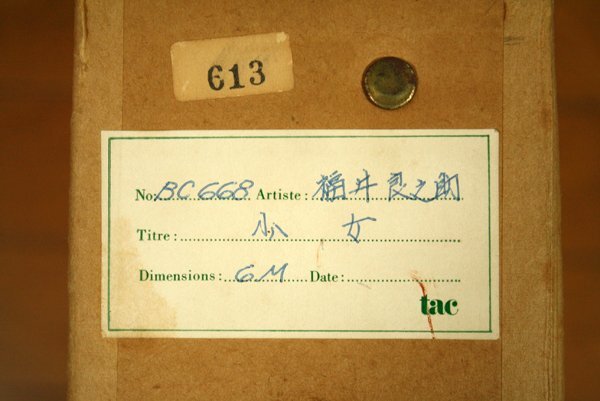 613
No: BC668 Artiste: 福井良之助
Titre: 少女
Dimensions: 6M Date:
tac